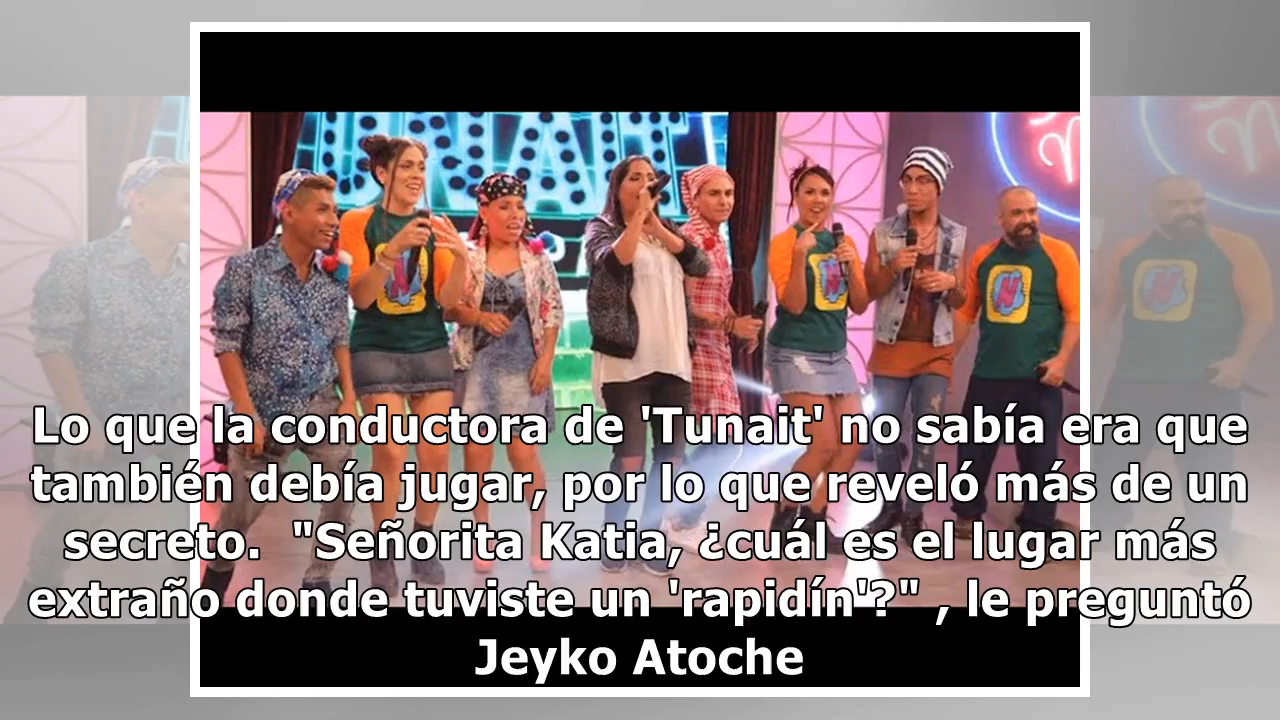 TUNAIT
N
N
Lo que la conductora de 'Tunait' no sabía era que
también debía jugar, por lo que reveló más de un
secreto. "Señorita Katia, ¿cuál es el lugar más
extraño donde tuviste un 'rapidín'?" , le preguntó
Jeyko Atoche